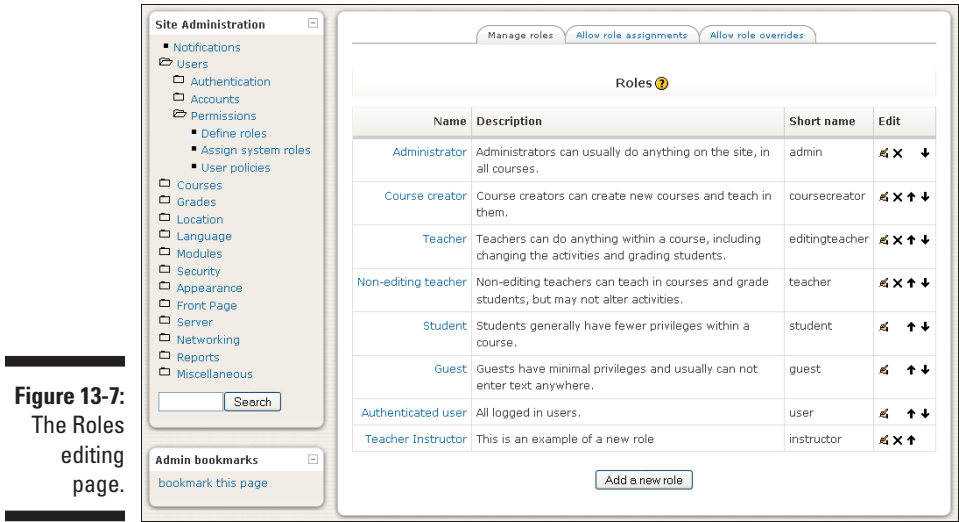 Site Administration
Notifications
Users
Authentication
Accounts
Permissions
Define roles
Assign system roles
User policies
Courses
Grades
Location
Language
Modules
Security
Appearance
Front Page
Server
Networking
Reports
Miscellaneous
Search
Admin bookmarks
bookmark this page
Manage roles Allow role assignments Allow role overrides
Roles ?
Name Description Short name Edit
Administrator Administrators can usually do anything on the site, in admin
all courses.
Course creator Course creators can create new courses and teach in coursecreator
them.
Teacher Teachers can do anything within a course, including editingteacher
changing the activities and grading students.
Non-editing teacher Non-editing teachers can teach in courses and grade teacher
students, but may not alter activities.
Student Students generally have fewer privileges within a student
course.
Guest Guests have minimal privileges and usually can not guest
enter text anywhere.
Authenticated user All logged in users. user
Teacher Instructor This is an example of a new role instructor
Add a new role
Figure 13-7:
The Roles
editing
page.